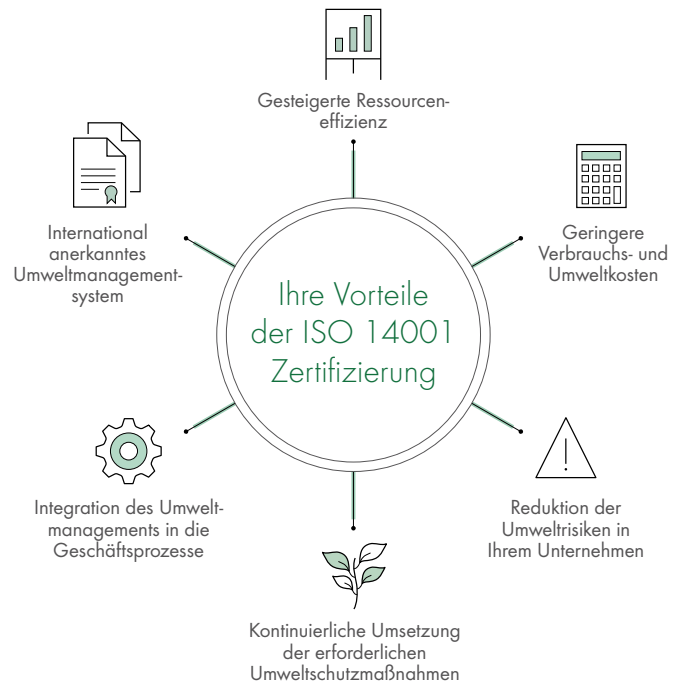 Gesteigerte Ressourcen-
effizienz
International
anerkanntes
Umweltmanagement-
system
Geringere
Verbrauchs- und
Umweltkosten
Ihre Vorteile
der ISO 14001
Zertifizierung
Integration des Umwelt-
managements in die
Geschäftsprozesse
Reduktion der
Umweltrisiken in
Ihrem Unternehmen
Kontinuierliche Umsetzung
der erforderlichen
Umweltschutzmaßnahmen